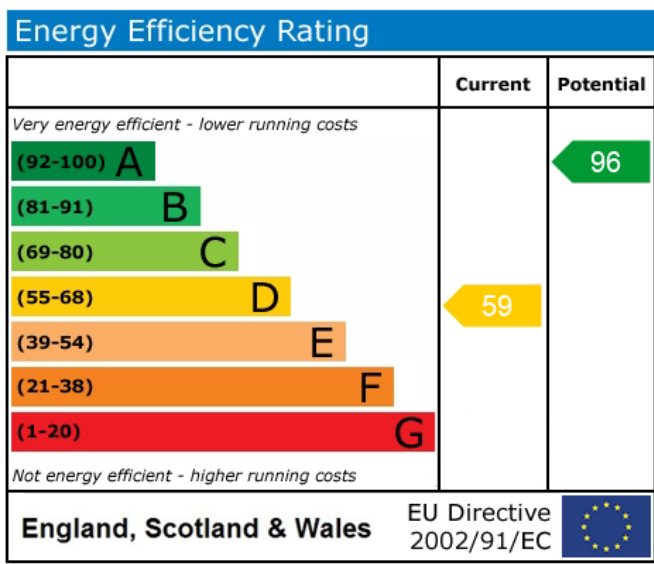 Energy Efficiency Rating
Current Potential
Very energy efficient - lower running costs
(92-100) A 96
(81-91) B
(69-80) C
(55-68) D 59
(39-54) E
(21-38) F
(1-20) G
Not energy efficient - higher running costs
England, Scotland & Wales
EU Directive
2002/91/EC